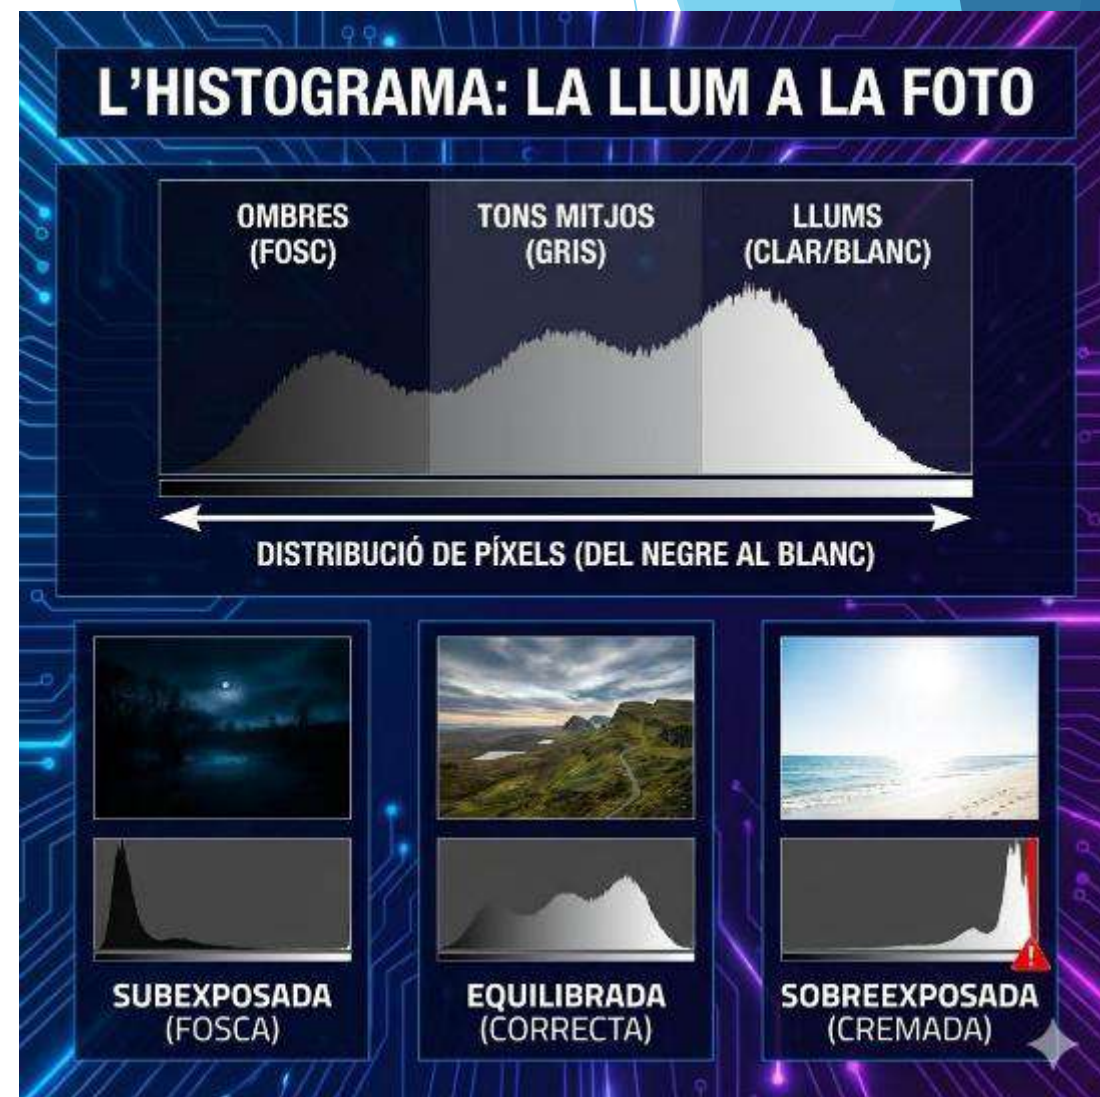 L'HISTOGRAMA: LA LLUM A LA FOTO
OMBRES
(FOSC)
TONS MITJOS
(GRIS)
LLUMS
(CLAR/BLANC)
DISTRIBUCIÓ DE PÍXELS (DEL NEGRE AL BLANC)
SUBEXPOSADA
(FOSCA)
EQUILIBRADA
(CORRECTA)
SOBREEXPOSADA
(CREMADA)